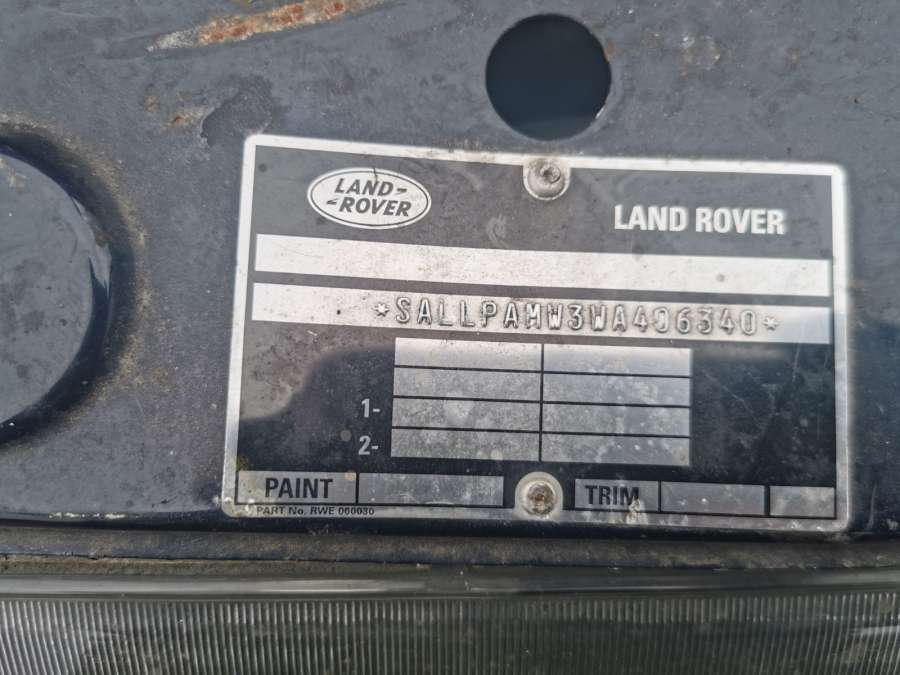 LAND-
-ROVER
LAND ROVER
*SALLPAMW3WA406340*
1-
2-
PAINT
TRIM
PART No. RWE 000030